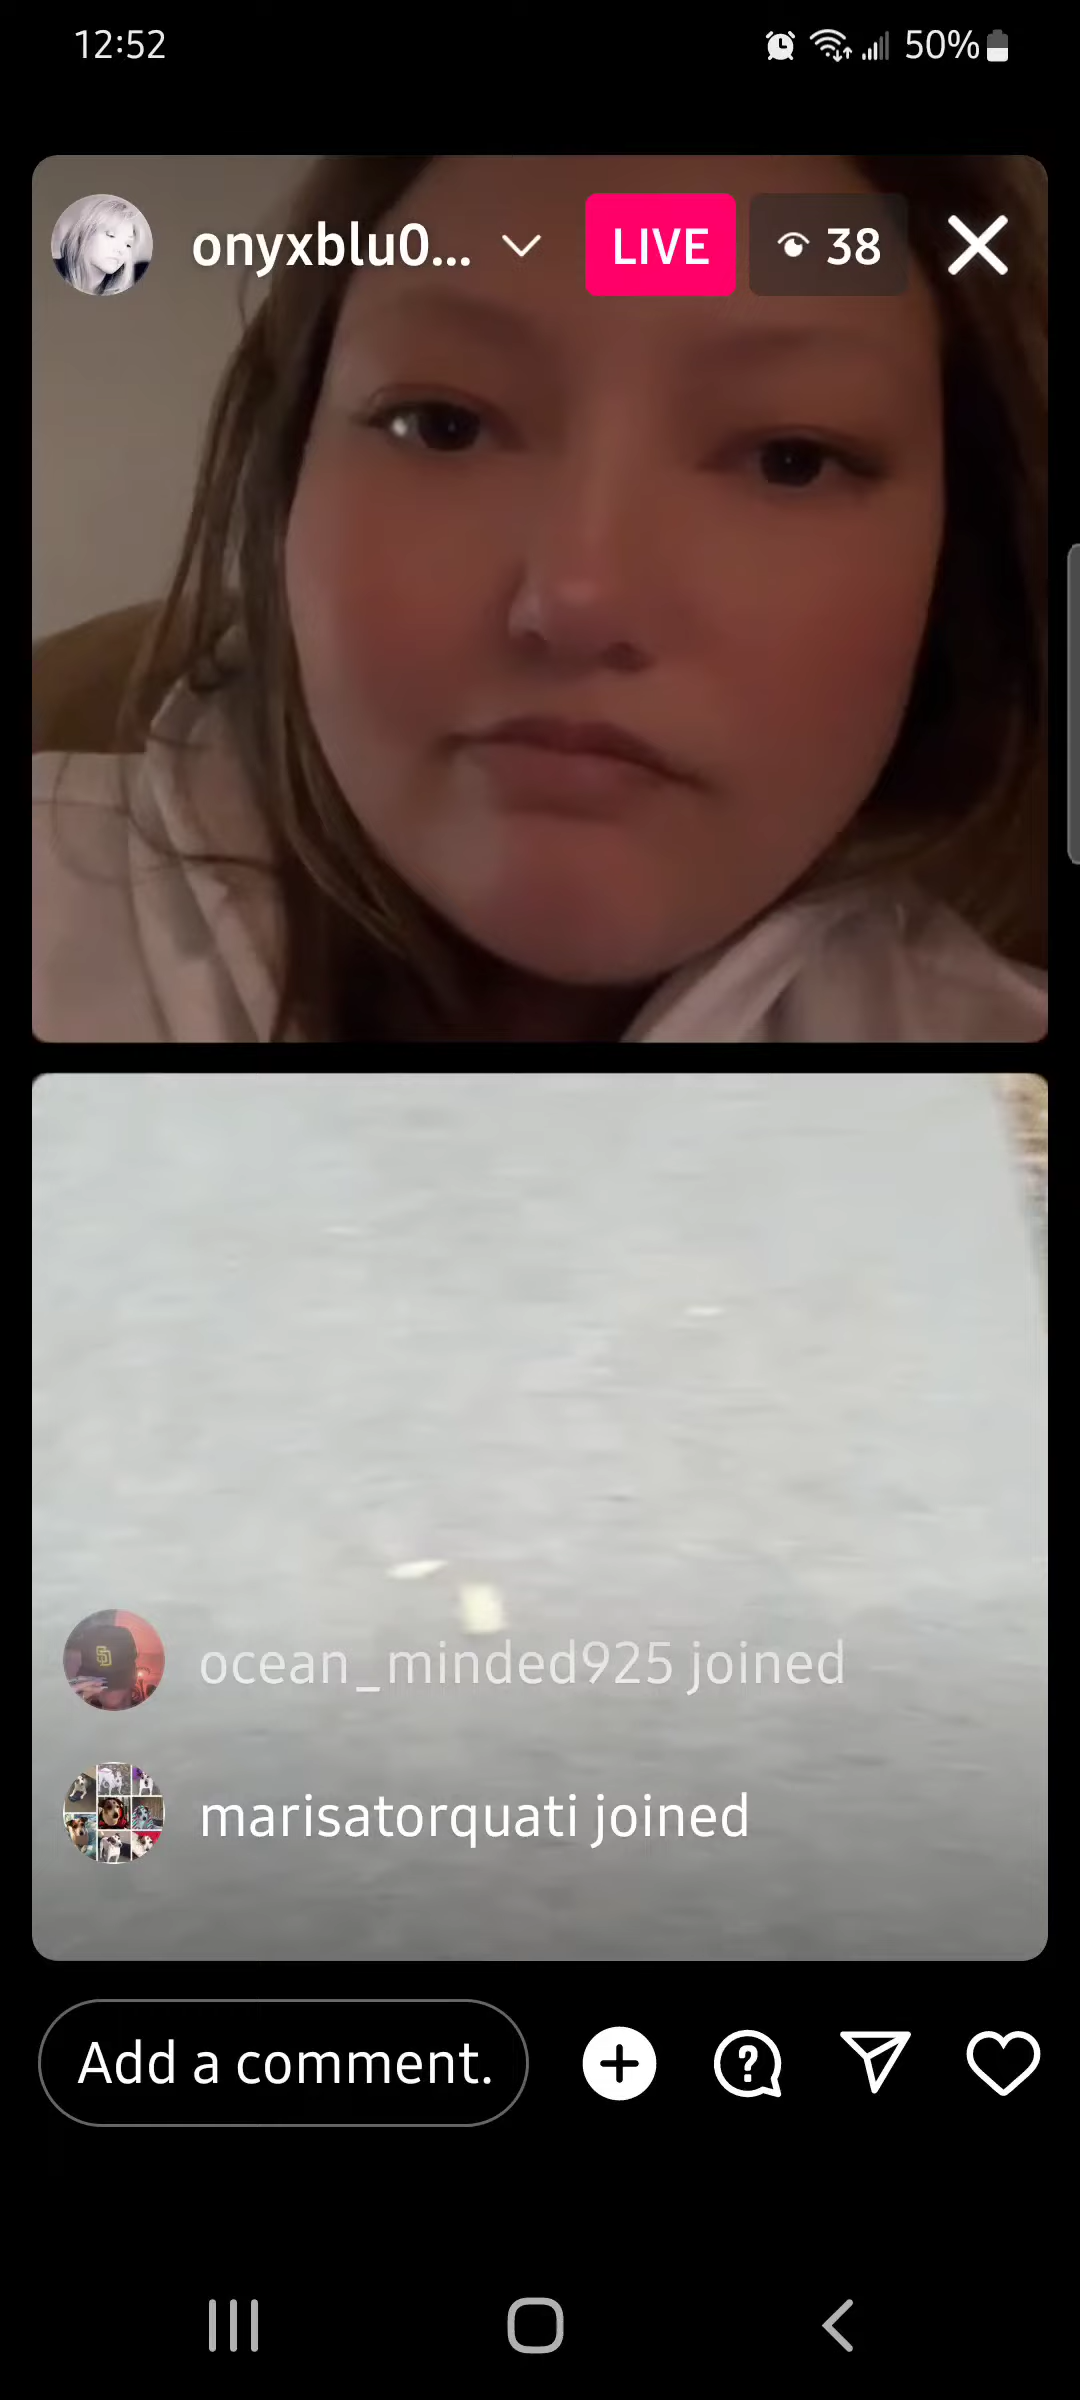 12:52
50%
onyxblu0...
LIVE
38
ocean_minded925 joined
marisatorquati joined
Add a comment.